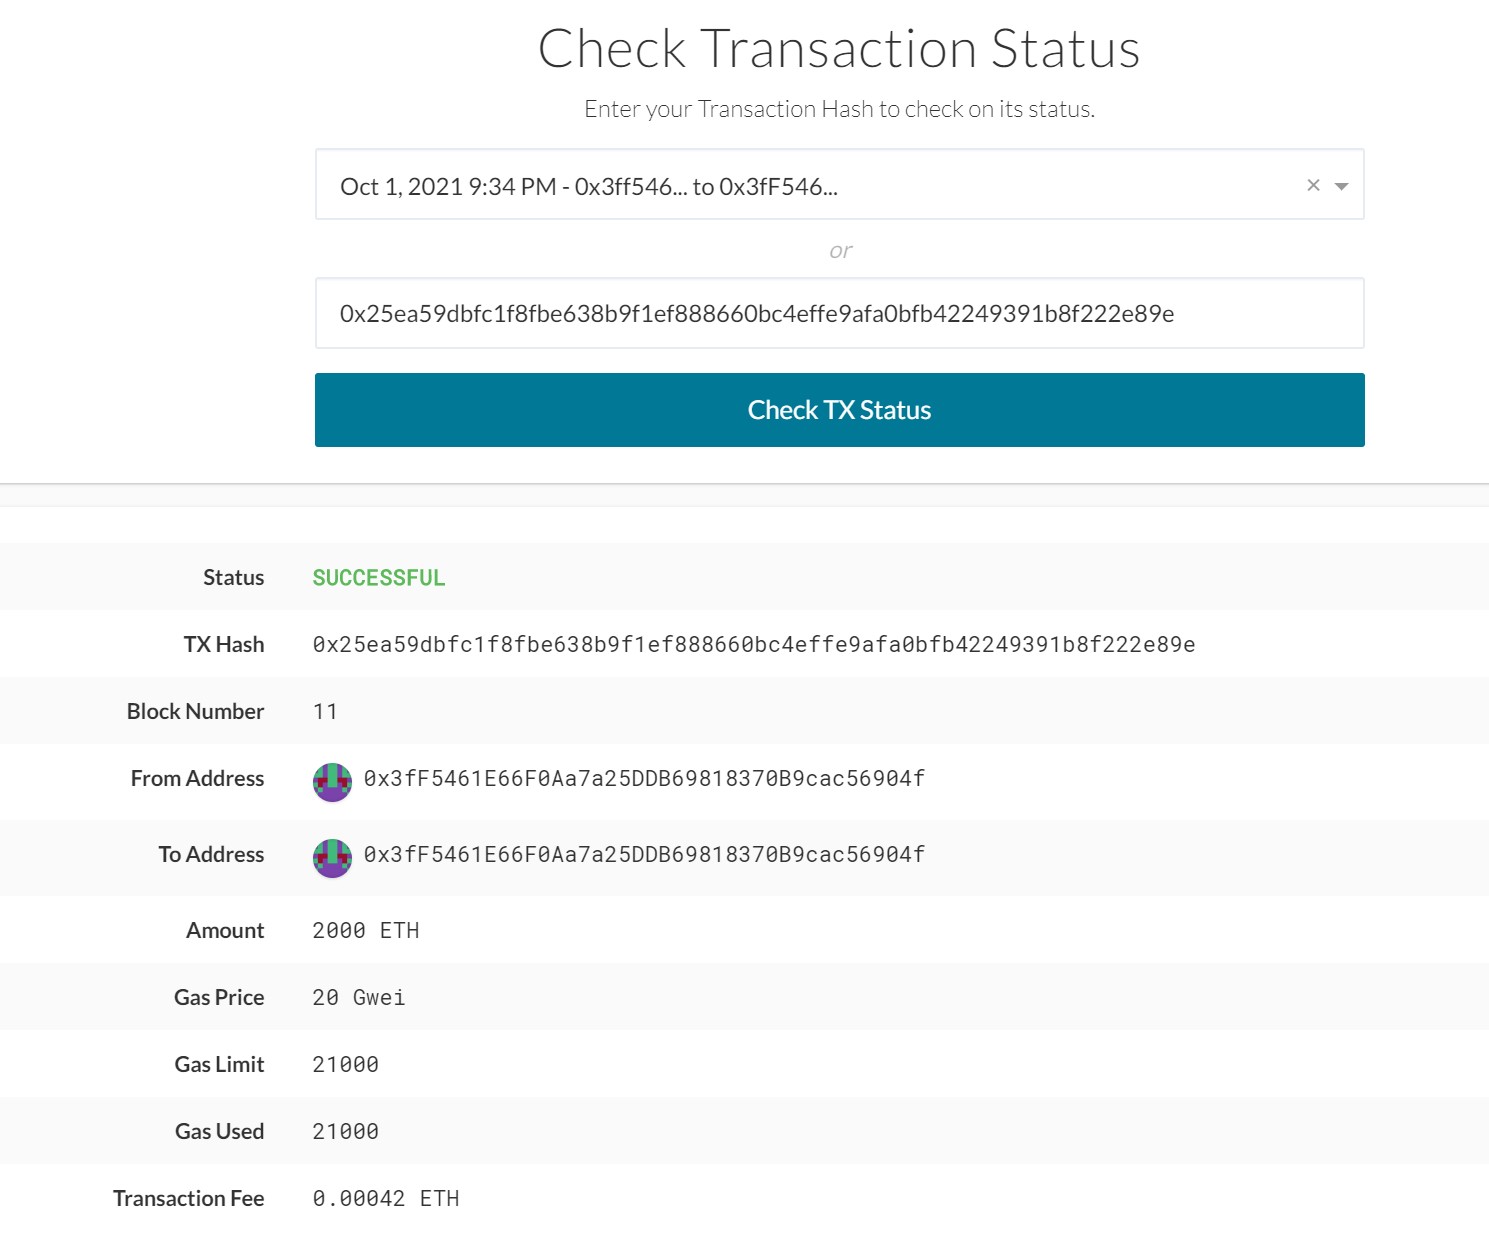 Check Transaction Status
Enter your Transaction Hash to check on its status.
Oct 1, 2021 9:34 PM - 0x3ff546... to 0x3fF546...
or
0x25ea59dbfc1f8fbe638b9f1ef888660bc4effe9afa0bfb42249391b8f222e89e
Check TX Status
Status SUCCESSFUL
TX Hash 0x25ea59dbfc1f8fbe638b9f1ef888660bc4effe9afa0bfb42249391b8f222e89e
Block Number 11
From Address 0x3fF5461E66F0Aa7a25DDB69818370B9cac56904f
To Address 0x3fF5461E66F0Aa7a25DDB69818370B9cac56904f
Amount 2000 ETH
Gas Price 20 Gwei
Gas Limit 21000
Gas Used 21000
Transaction Fee 0.00042 ETH